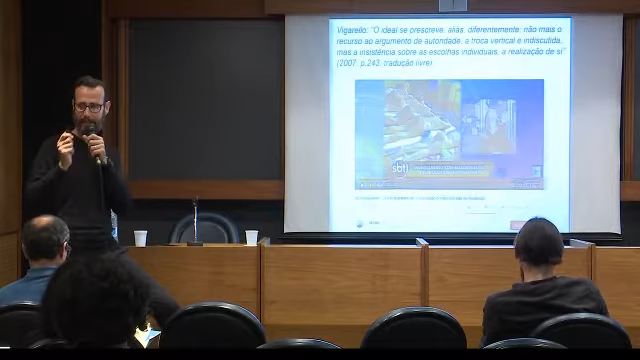 Vigarello: "O ideal se prescreve, aliás, diferentemente: não mais o
recurso ao argumento de autoridade, a troca vertical e indiscutida,
mas a insistência sobre as escolhas individuais, a realização de si"
(2007, p.243, tradução livre)
sbt